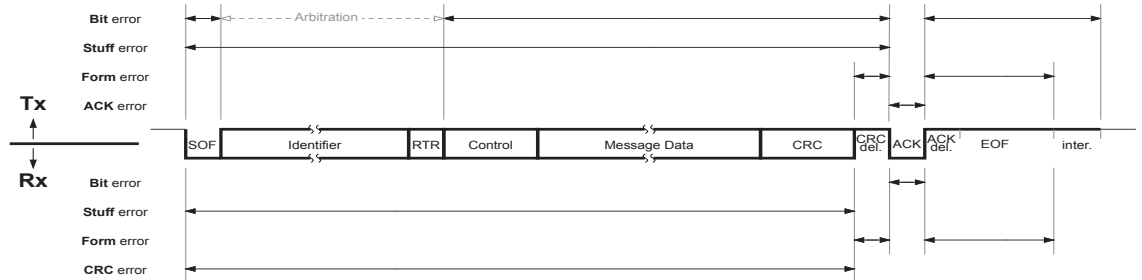 Bit error
Arbitration
Stuff error
Form error
Tx
ACK error
SOF Identifier RTR Control Message Data CRC CRC del. ACK ACK del. EOF inter.
Rx
Bit error
Stuff error
Form error
CRC error